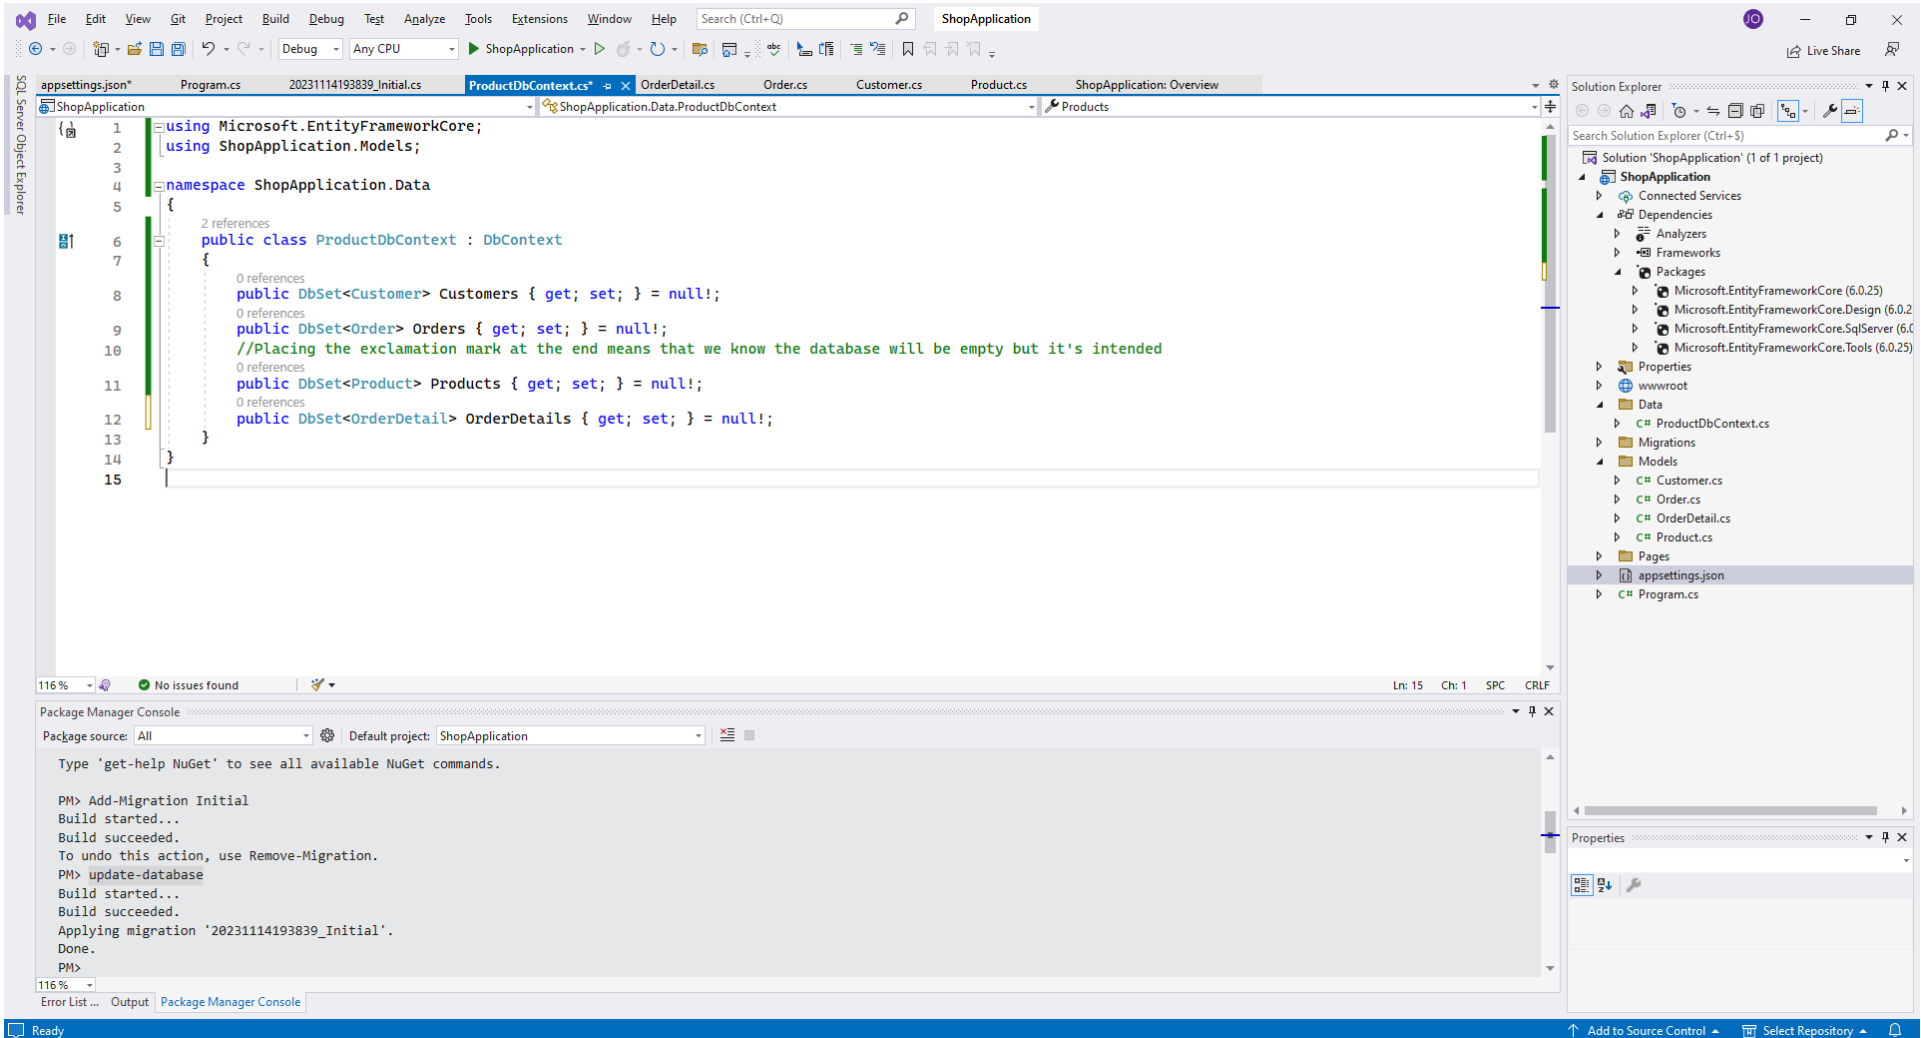 File Edit View Git Project Build Debug Test Analyze Tools Extensions Window Help Search (Ctrl+Q) ShopApplication JO
Debug Any CPU ShopApplication Live Share
SQL Server Object Explorer
appsettings.json* Program.cs 20231114193839_Initial.cs ProductDbContext.cs* OrderDetail.cs Order.cs Customer.cs Product.cs ShopApplication: Overview
ShopApplication ShopApplication.Data.ProductDbContext Products
1 using Microsoft.EntityFrameworkCore;
2 using ShopApplication.Models;
3
4 namespace ShopApplication.Data
5 {
2 references
6 public class ProductDbContext : DbContext
7 {
0 references
8 public DbSet<Customer> Customers { get; set; } = null!;
0 references
9 public DbSet<Order> Orders { get; set; } = null!;
10 //Placing the exclamation mark at the end means that we know the database will be empty but it's intended
0 references
11 public DbSet<Product> Products { get; set; } = null!;
0 references
12 public DbSet<OrderDetail> OrderDetails { get; set; } = null!;
13 }
14 }
15
116 % No issues found Ln: 15 Ch: 1 SPC CRLF
Package Manager Console
Package source: All Default project: ShopApplication
Type 'get-help NuGet' to see all available NuGet commands.
PM> Add-Migration Initial
Build started...
Build succeeded.
To undo this action, use Remove-Migration.
PM> update-database
Build started...
Build succeeded.
Applying migration '20231114193839_Initial'.
Done.
PM>
116 %
Error List ... Output Package Manager Console
Solution Explorer
Search Solution Explorer (Ctrl+$)
Solution 'ShopApplication' (1 of 1 project)
ShopApplication
Connected Services
Dependencies
Analyzers
Frameworks
Packages
Microsoft.EntityFrameworkCore (6.0.25)
Microsoft.EntityFrameworkCore.Design (6.0.2
Microsoft.EntityFrameworkCore.SqlServer (6.0
Microsoft.EntityFrameworkCore.Tools (6.0.25)
Properties
wwwroot
Data
C# ProductDbContext.cs
Migrations
Models
C# Customer.cs
C# Order.cs
C# OrderDetail.cs
C# Product.cs
Pages
appsettings.json
C# Program.cs
Properties
Ready Add to Source Control Select Repository